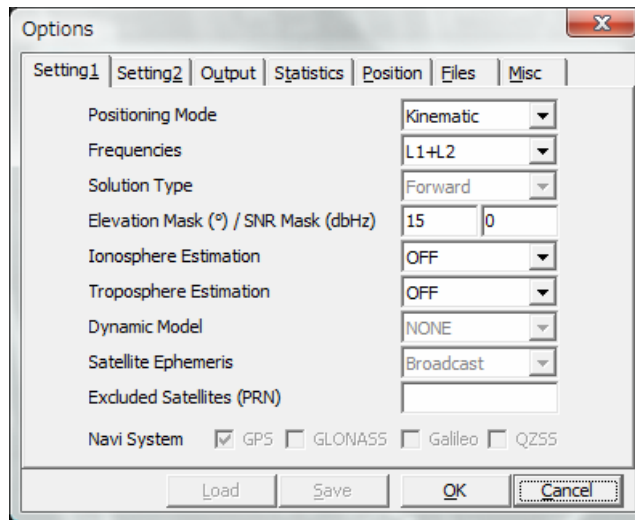 Options
Setting1 Setting2 Output Statistics Position Files Misc
Positioning Mode Kinematic
Frequencies L1+L2
Solution Type Forward
Elevation Mask (°) / SNR Mask (dbHz) 15 0
Ionosphere Estimation OFF
Troposphere Estimation OFF
Dynamic Model NONE
Satellite Ephemeris Broadcast
Excluded Satellites (PRN)
Navi System GPS GLONASS Galileo QZSS
Load Save OK Cancel